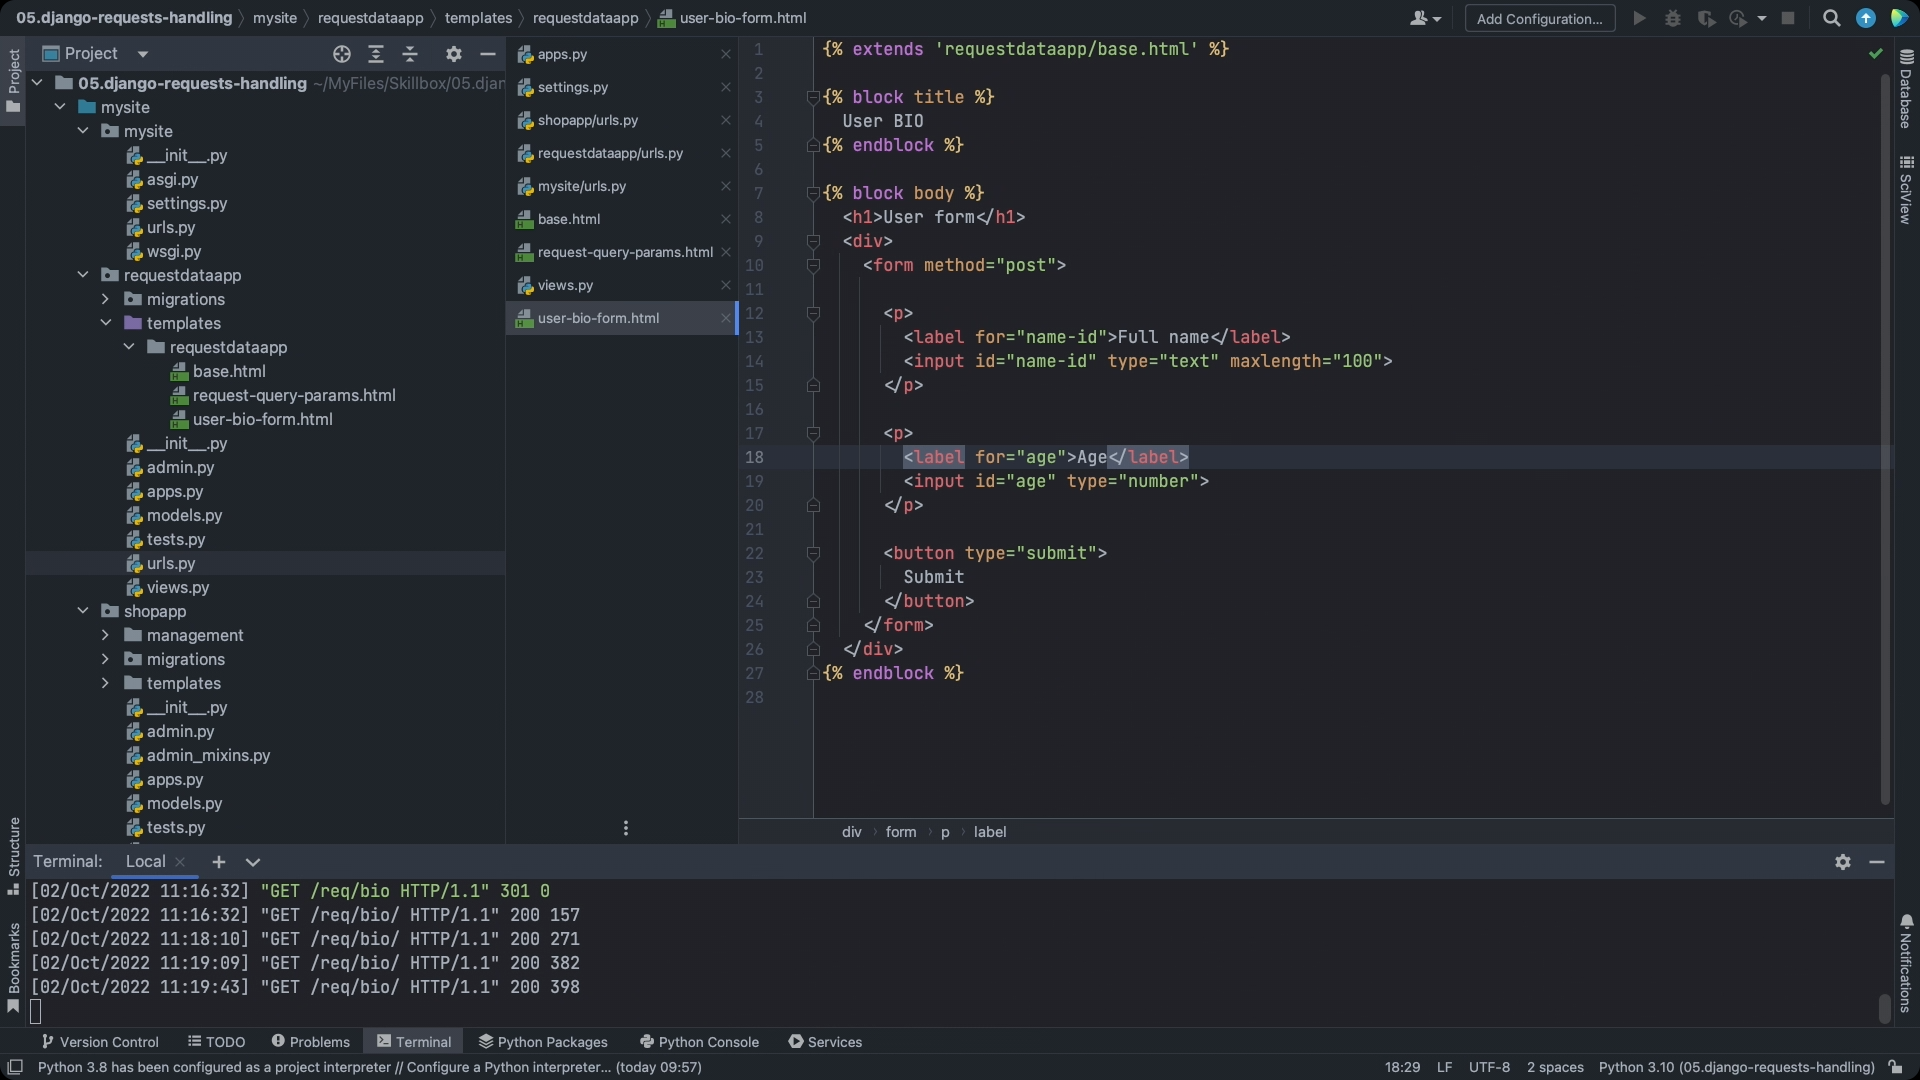 05.django-requests-handling mysite requestdataapp templates requestdataapp user-bio-form.html
Add Configuration...
Project
Project
05.django-requests-handling ~/MyFiles/Skillbox/05.djan
mysite
mysite
__init__.py
asgi.py
settings.py
urls.py
wsgi.py
requestdataapp
migrations
templates
requestdataapp
base.html
request-query-params.html
user-bio-form.html
__init__.py
admin.py
apps.py
models.py
tests.py
urls.py
views.py
shopapp
management
migrations
templates
__init__.py
admin.py
admin_mixins.py
apps.py
models.py
tests.py
apps.py
settings.py
shopapp/urls.py
requestdataapp/urls.py
mysite/urls.py
base.html
request-query-params.html
views.py
user-bio-form.html
1 {% extends 'requestdataapp/base.html' %}
2
3 {% block title %}
4 User BIO
5 {% endblock %}
6
7 {% block body %}
8 <h1>User form</h1>
9 <div>
10 <form method="post">
11
12 <p>
13 <label for="name-id">Full name</label>
14 <input id="name-id" type="text" maxlength="100">
15 </p>
16
17 <p>
18 <label for="age">Age</label>
19 <input id="age" type="number">
20 </p>
21
22 <button type="submit">
23 Submit
24 </button>
25 </form>
26 </div>
27 {% endblock %}
28
div form p label
Database
SciView
Notifications
Structure
Bookmarks
Terminal: Local
[02/Oct/2022 11:16:32] "GET /req/bio HTTP/1.1" 301 0
[02/Oct/2022 11:16:32] "GET /req/bio/ HTTP/1.1" 200 157
[02/Oct/2022 11:18:10] "GET /req/bio/ HTTP/1.1" 200 271
[02/Oct/2022 11:19:09] "GET /req/bio/ HTTP/1.1" 200 382
[02/Oct/2022 11:19:43] "GET /req/bio/ HTTP/1.1" 200 398
Version Control TODO Problems Terminal Python Packages Python Console Services
Python 3.8 has been configured as a project interpreter // Configure a Python interpreter... (today 09:57)
18:29 LF UTF-8 2 spaces Python 3.10 (05.django-requests-handling)